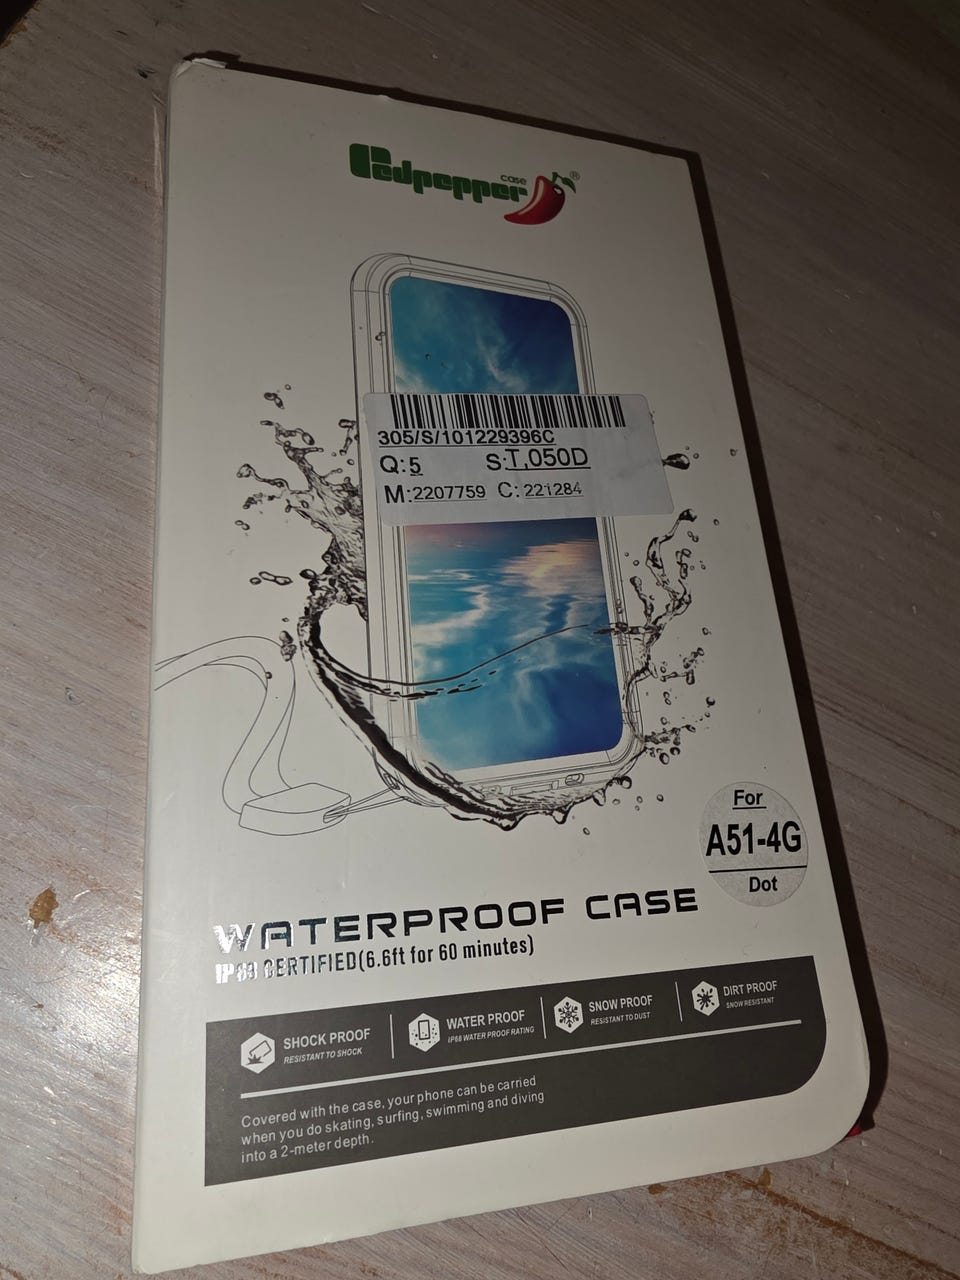 Redpepper case ®
305/S/101229396C
Q:5 S:T,050D
M:2207759 C:221284
For
A51-4G
Dot
WATERPROOF CASE
IP68 CERTIFIED(6.6ft for 60 minutes)
SHOCK PROOF
RESISTANT TO SHOCK
WATER PROOF
IP68 WATER PROOF RATING
SNOW PROOF
RESISTANT TO DUST
DIRT PROOF
SNOW RESISTANT
Covered with the case, your phone can be carried
when you do skating, surfing, swimming and diving
into a 2-meter depth.